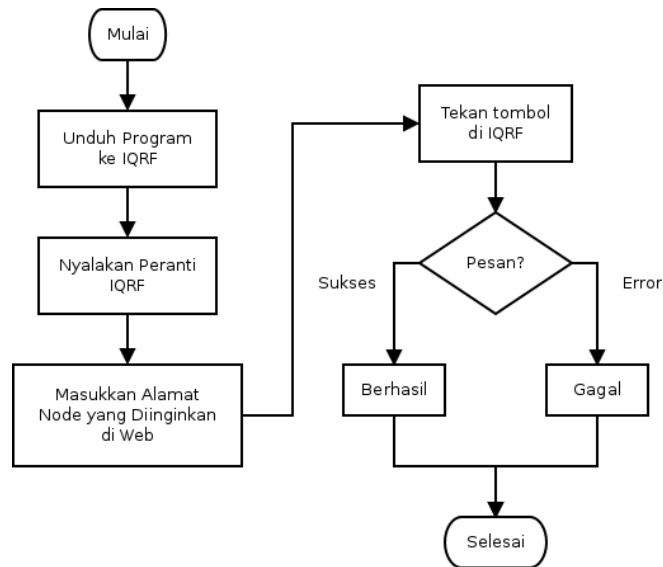 Mulai
Unduh Program
ke IQRF
Nyalakan Peranti
IQRF
Masukkan Alamat
Node yang Diinginkan
di Web
Tekan tombol
di IQRF
Pesan?
Sukses
Error
Berhasil
Gagal
Selesai